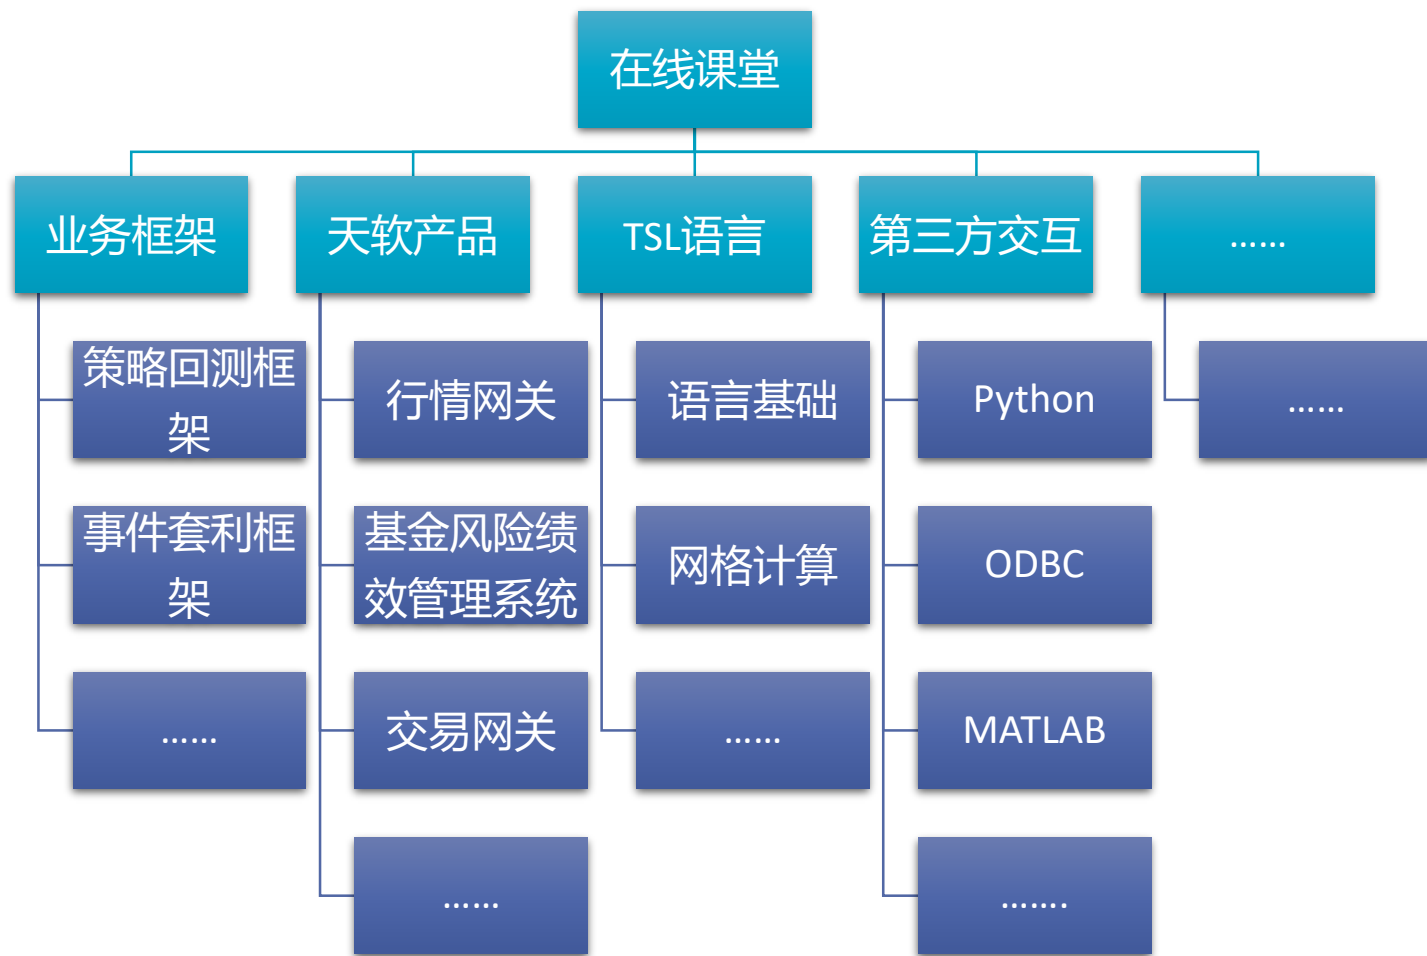 在线课堂
业务框架
天软产品
TSL语言
第三方交互
……
策略回测框
架
行情网关
语言基础
Python
……
事件套利框
架
基金风险绩
效管理系统
网格计算
ODBC
……
交易网关
……
MATLAB
……
…….